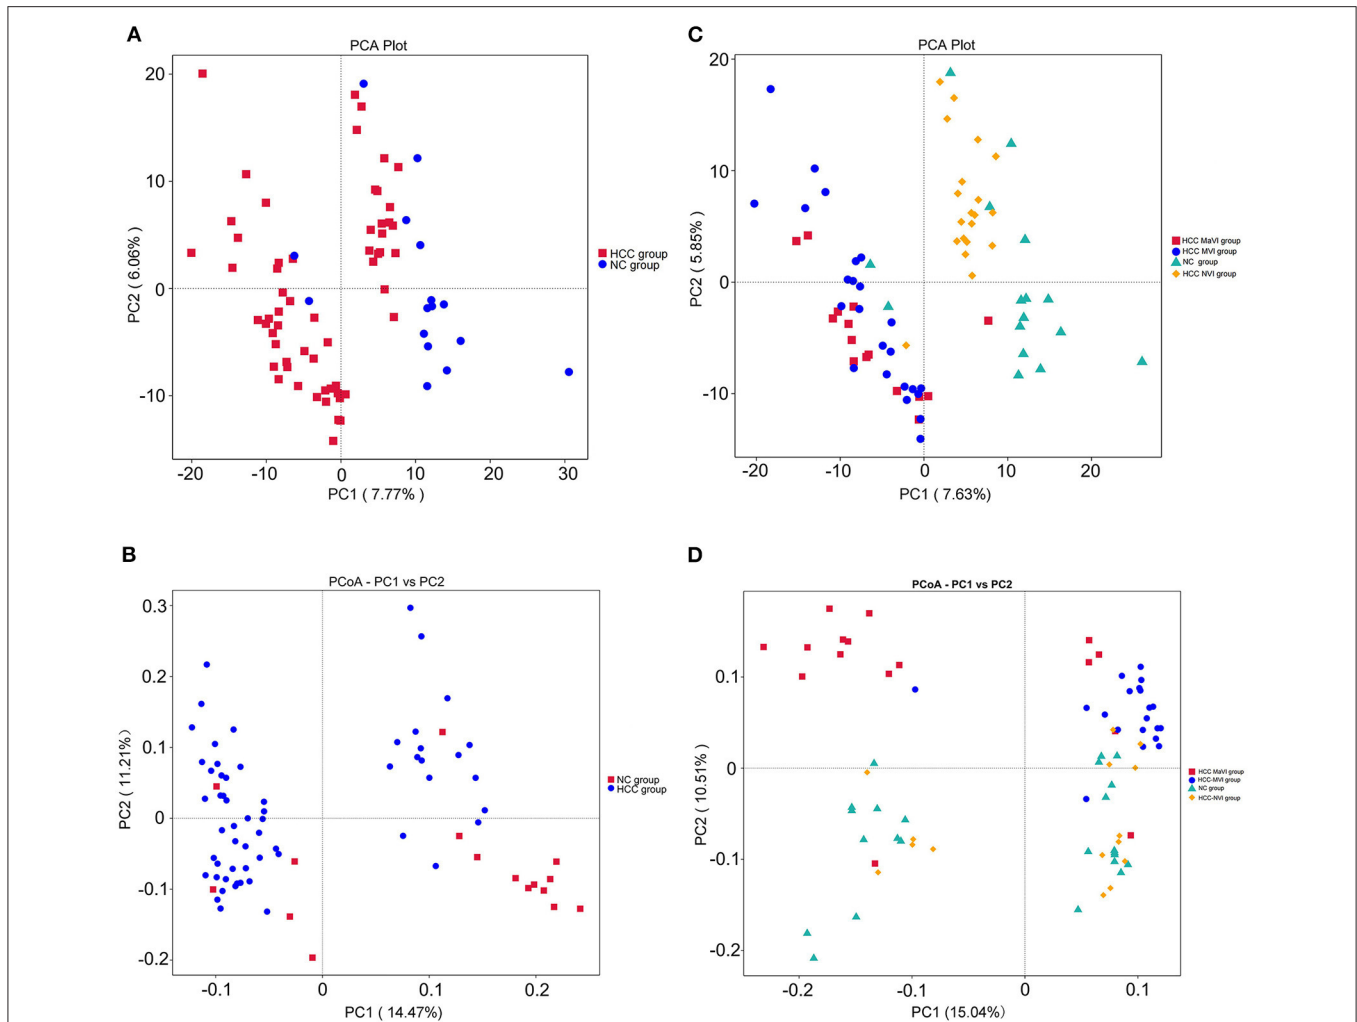 A
PCA Plot
20
10
0
-10
PC2 ( 6.06%)
-20
-10
0
10
20
30
PC1 ( 7.77% )
HCC group
NC group
C
PCA Plot
20
10
0
-10
PC2 ( 5.85%)
-20
-10
0
10
20
PC1 ( 7.63%)
HCC MaVI group
HCC MVI group
NC group
HCC NVI group
B
PCoA - PC1 vs PC2
0.3
0.2
0.1
0
-0.1
-0.2
PC2 ( 11.21%)
-0.1
0
0.1
0.2
PC1 ( 14.47%)
NC group
HCC group
D
PCoA - PC1 vs PC2
0.1
0
-0.1
-0.2
PC2 ( 10.51%)
-0.2
-0.1
0
0.1
PC1 (15.04%)
HCC MaVI group
HCC-MVI group
NC group
HCC-NVI group